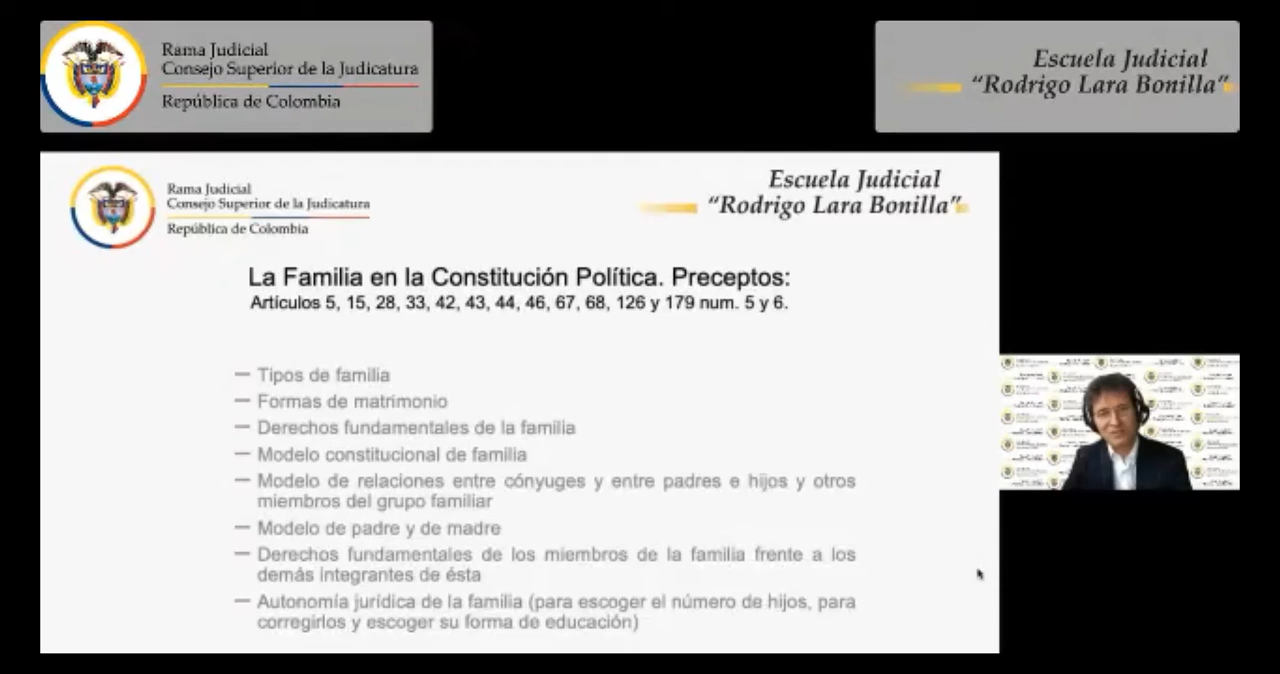 Rama Judicial
Consejo Superior de la Judicatura
República de Colombia
Escuela Judicial
“Rodrigo Lara Bonilla”
Rama Judicial
Consejo Superior de la Judicatura
República de Colombia
Escuela Judicial
“Rodrigo Lara Bonilla”
La Familia en la Constitución Política. Preceptos:
Artículos 5, 15, 28, 33, 42, 43, 44, 46, 67, 68, 126 y 179 num. 5 y 6.
— Tipos de familia
— Formas de matrimonio
— Derechos fundamentales de la familia
— Modelo constitucional de familia
— Modelo de relaciones entre cónyuges y entre padres e hijos y otros
miembros del grupo familiar
— Modelo de padre y de madre
— Derechos fundamentales de los miembros de la familia frente a los
demás integrantes de ésta
— Autonomía jurídica de la familia (para escoger el número de hijos, para
corregirlos y escoger su forma de educación)